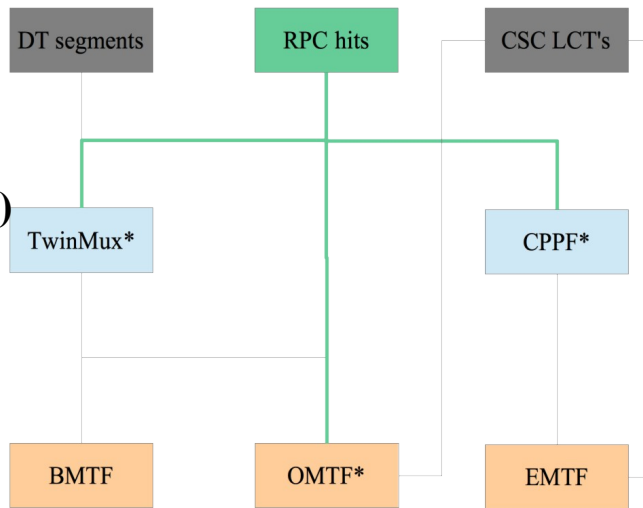 DT segments
RPC hits
CSC LCT's
)
TwinMux*
CPPF*
BMTF
OMTF*
EMTF